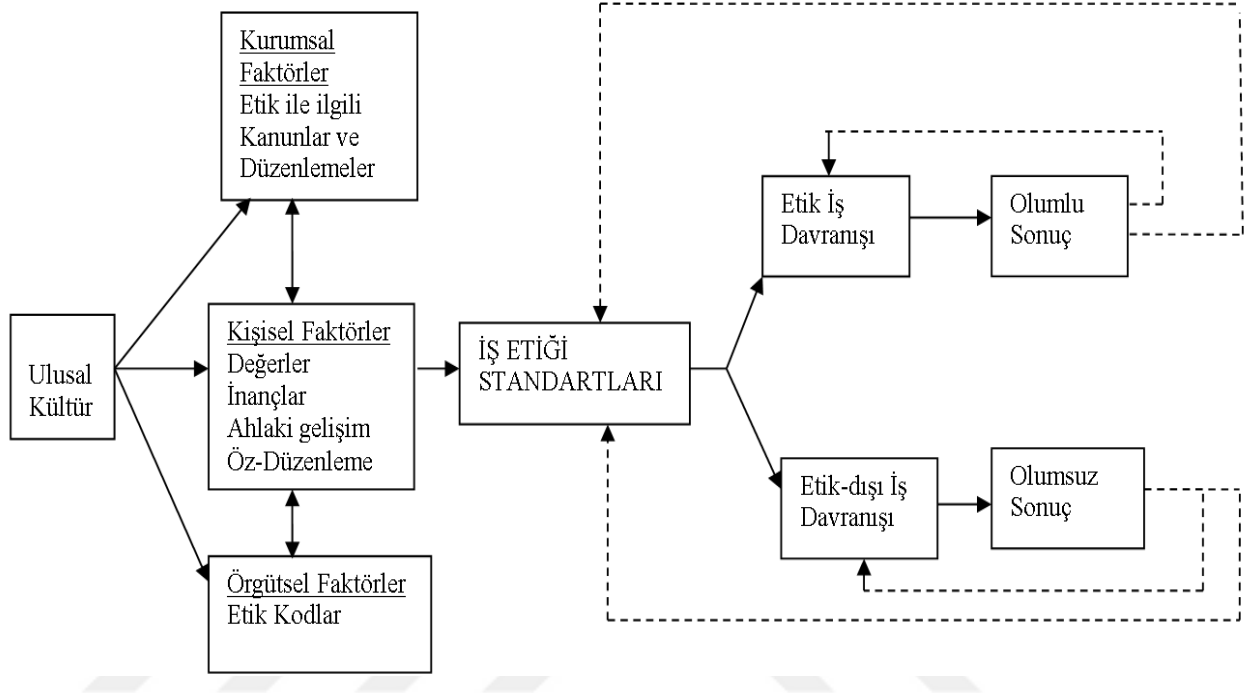 Kurumsal
Faktörler
Etik ile ilgili
Kanunlar ve
Düzenlemeler
Ulusal
Kültür
Kişisel Faktörler
Değerler
İnançlar
Ahlaki gelişim
Öz-Düzenleme
Örgütsel Faktörler
Etik Kodlar
İŞ ETİĞİ
STANDARTLARI
Etik İş
Davranışı
Olumlu
Sonuç
Etik-dışı İş
Davranışı
Olumsuz
Sonuç